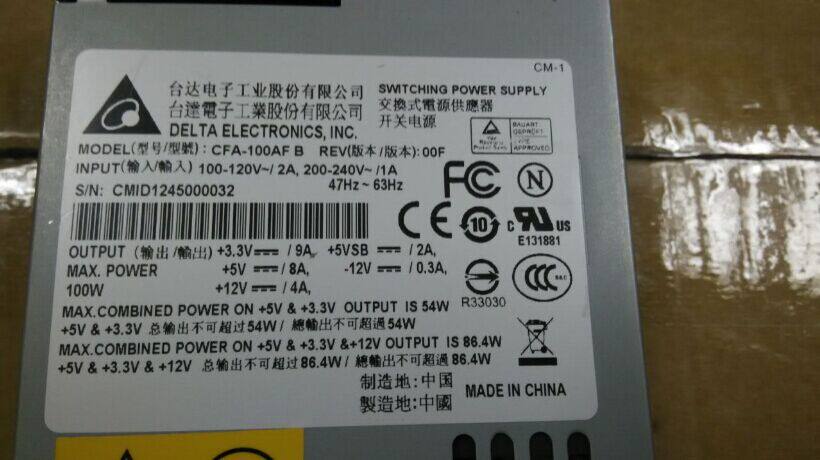 CM-1
台达电子工业股份有限公司
台達電子工業股份有限公司
DELTA ELECTRONICS, INC.
SWITCHING POWER SUPPLY
交換式電源供應器
开关电源
BAUART
GEPRÜFT
TYPE
APPROVED
MODEL(型号/型號): CFA-100AF B REV(版本/版本): 00F
INPUT(输入/輸入) 100-120V~/ 2A, 200-240V~ /1A
47Hz ~ 63Hz
S/N: CMID1245000032
FC
N
CE
10
c RU US
E131881
OUTPUT (输出/輸出) +3.3V⎓ / 9A, +5VSB ⎓ / 2A,
MAX. POWER +5V ⎓ / 8A, -12V ⎓ / 0.3A,
100W +12V ⎓ / 4A,
R33030
CCC
MAX.COMBINED POWER ON +5V & +3.3V OUTPUT IS 54W
+5V & +3.3V 总输出不可超过54W / 總輸出不可超過54W
MAX.COMBINED POWER ON +5V & +3.3V &+12V OUTPUT IS 86.4W
+5V & +3.3V & +12V 总输出不可超过86.4W / 總輸出不可超過86.4W
制造地:中国
製造地:中國
MADE IN CHINA